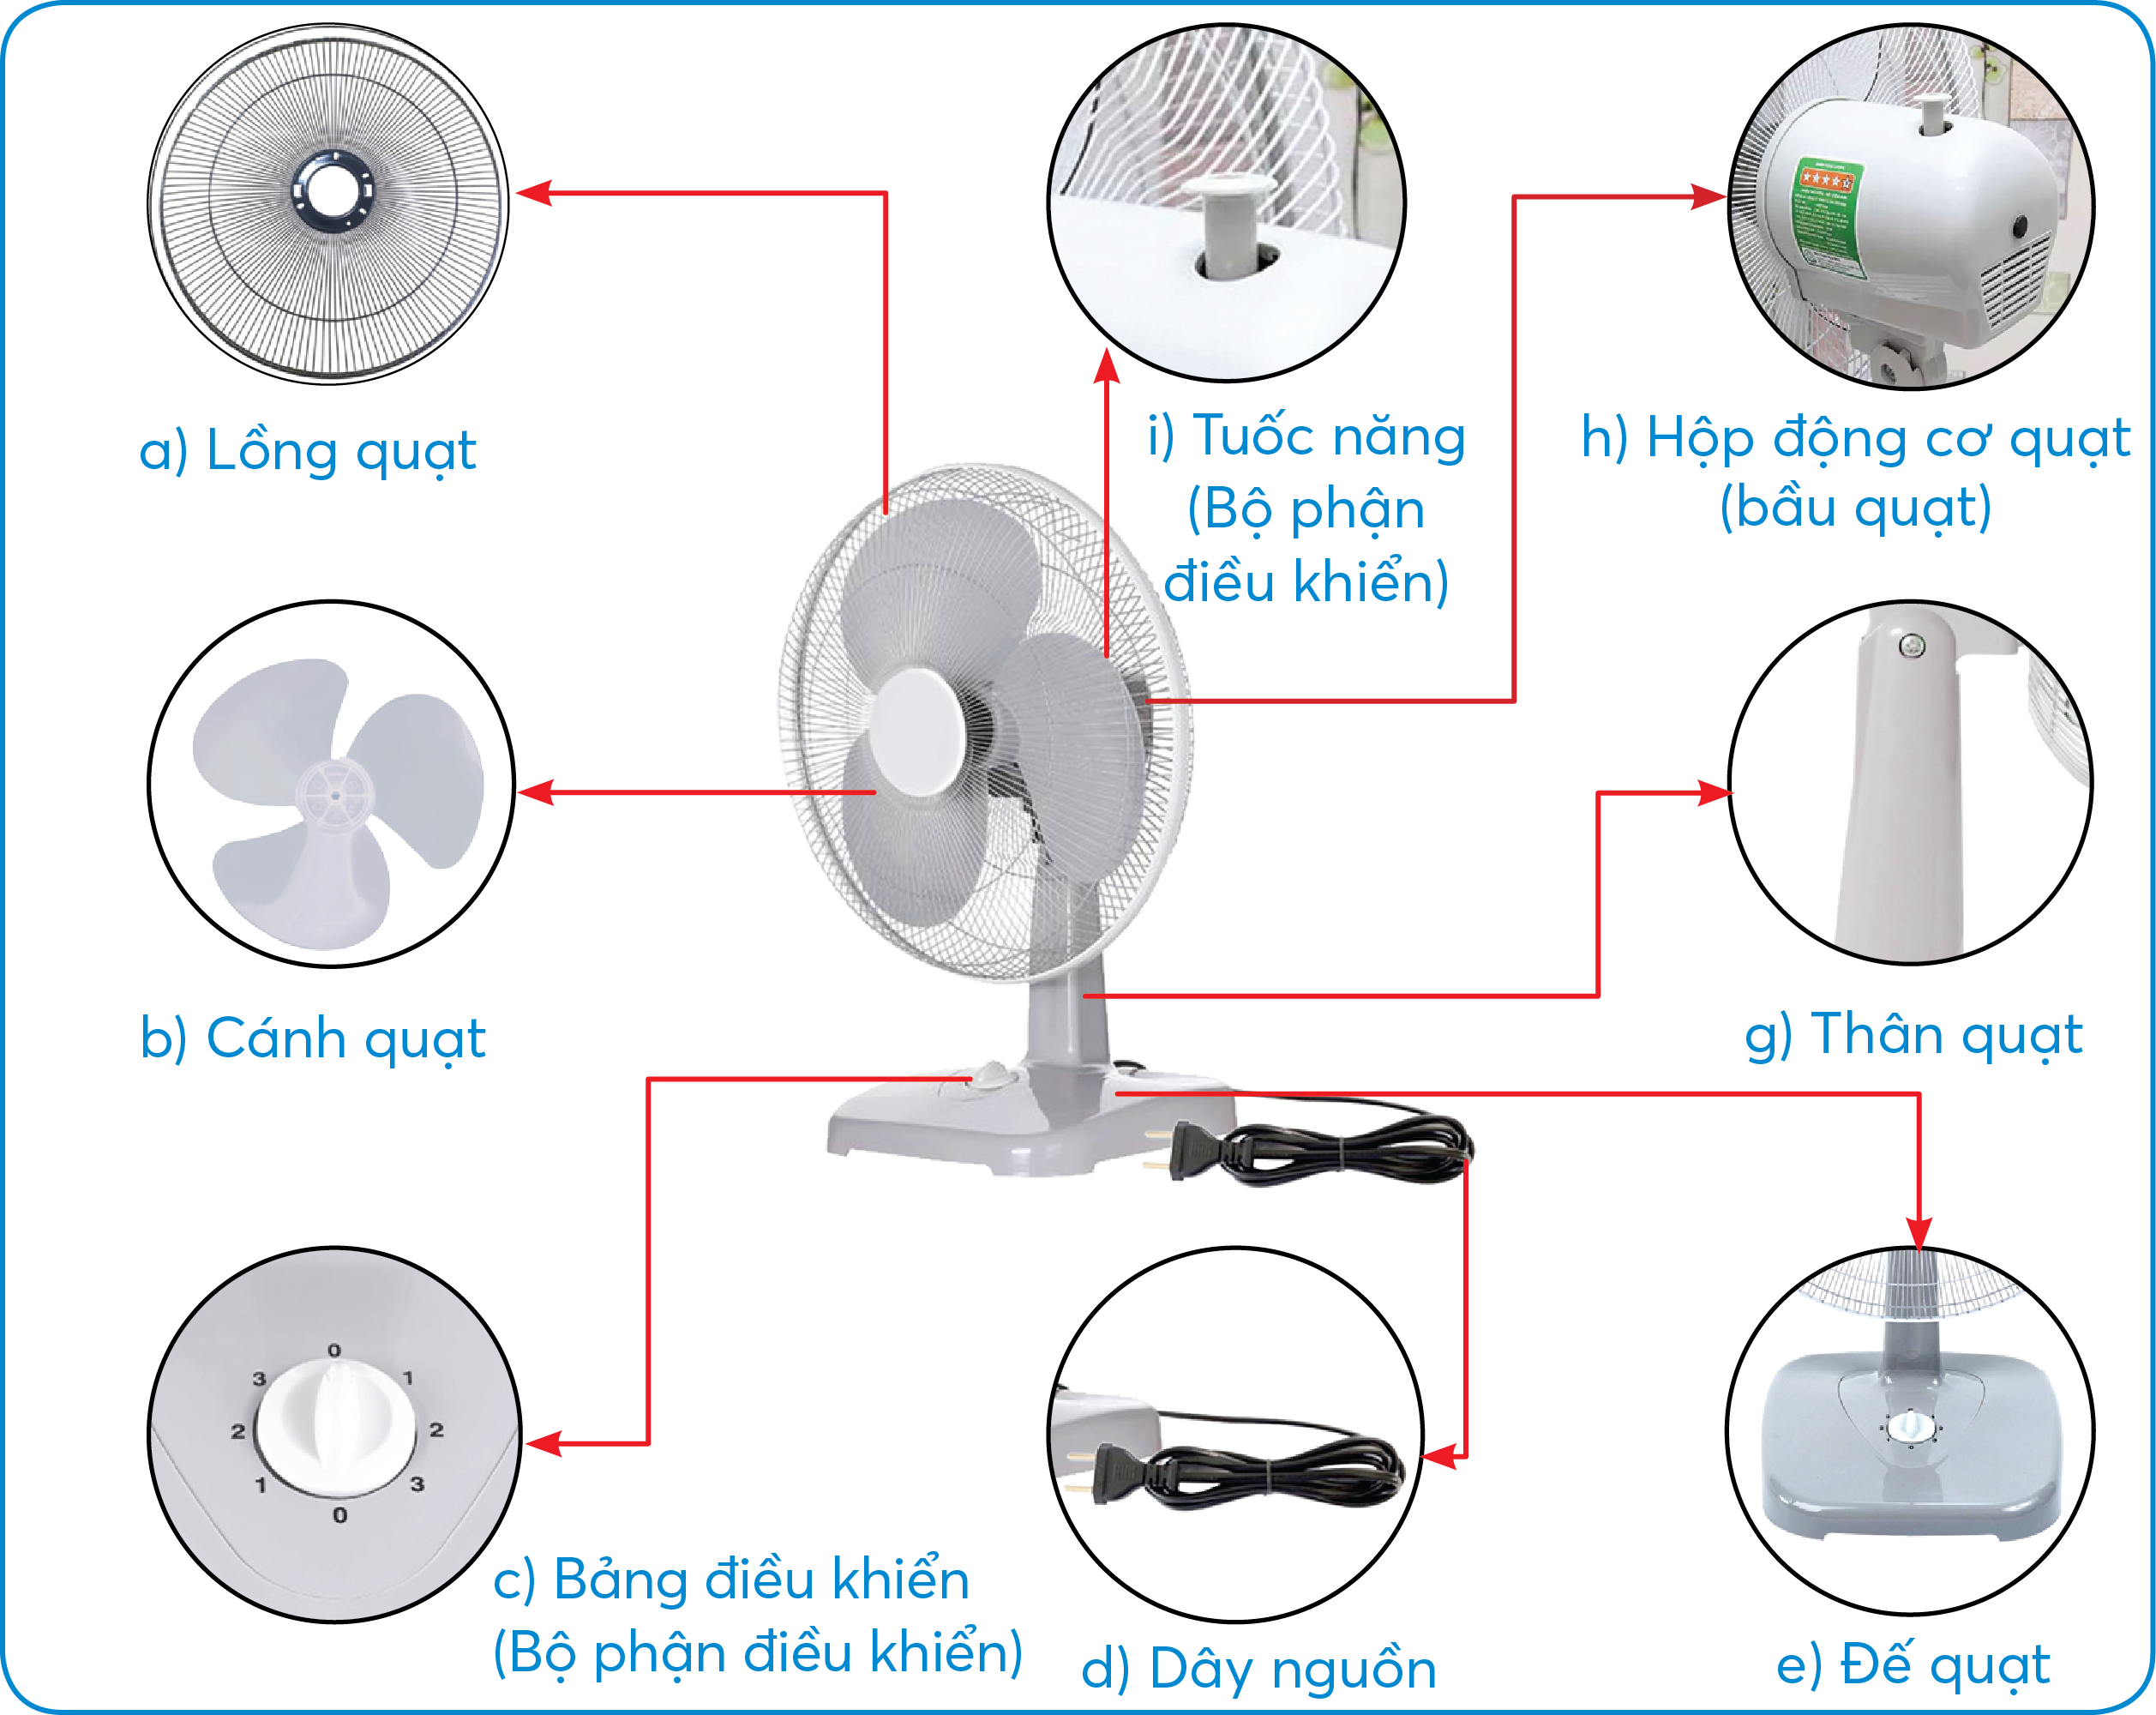 a) Lồng quạt
i) Tuốc năng
(Bộ phận
điều khiển)
h) Hộp động cơ quạt
(bầu quạt)
b) Cánh quạt
g) Thân quạt
0
3
1
2
2
1
3
0
c) Bảng điều khiển
(Bộ phận điều khiển)
d) Dây nguồn
e) Đế quạt